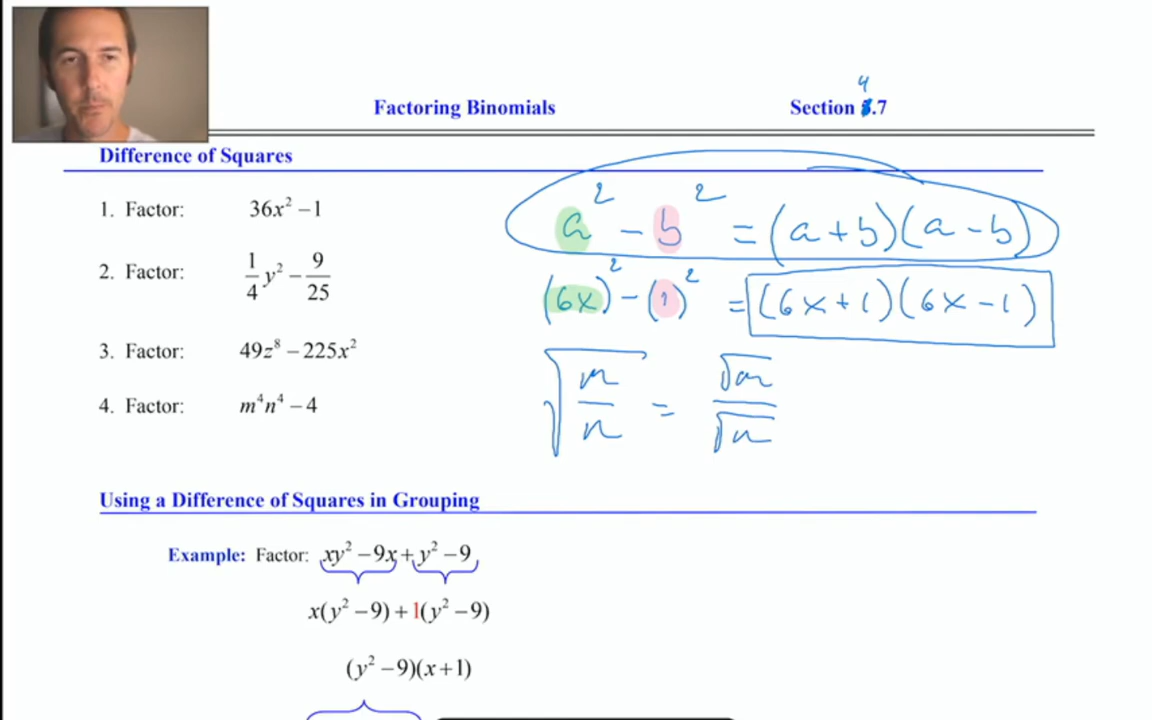 Factoring Binomials Section 4.7
Difference of Squares
1. Factor: 36x² − 1
a² − b² = (a + b)(a − b)
2. Factor: 1/4 y² − 9/25
(6x)² − (1)² = (6x + 1)(6x − 1)
3. Factor: 49z⁸ − 225x²
√(m/n) = √m/√n
4. Factor: m⁴n⁴ − 4
Using a Difference of Squares in Grouping
Example: Factor: xy² − 9x + y² − 9
x(y² − 9) + 1(y² − 9)
(y² − 9)(x + 1)